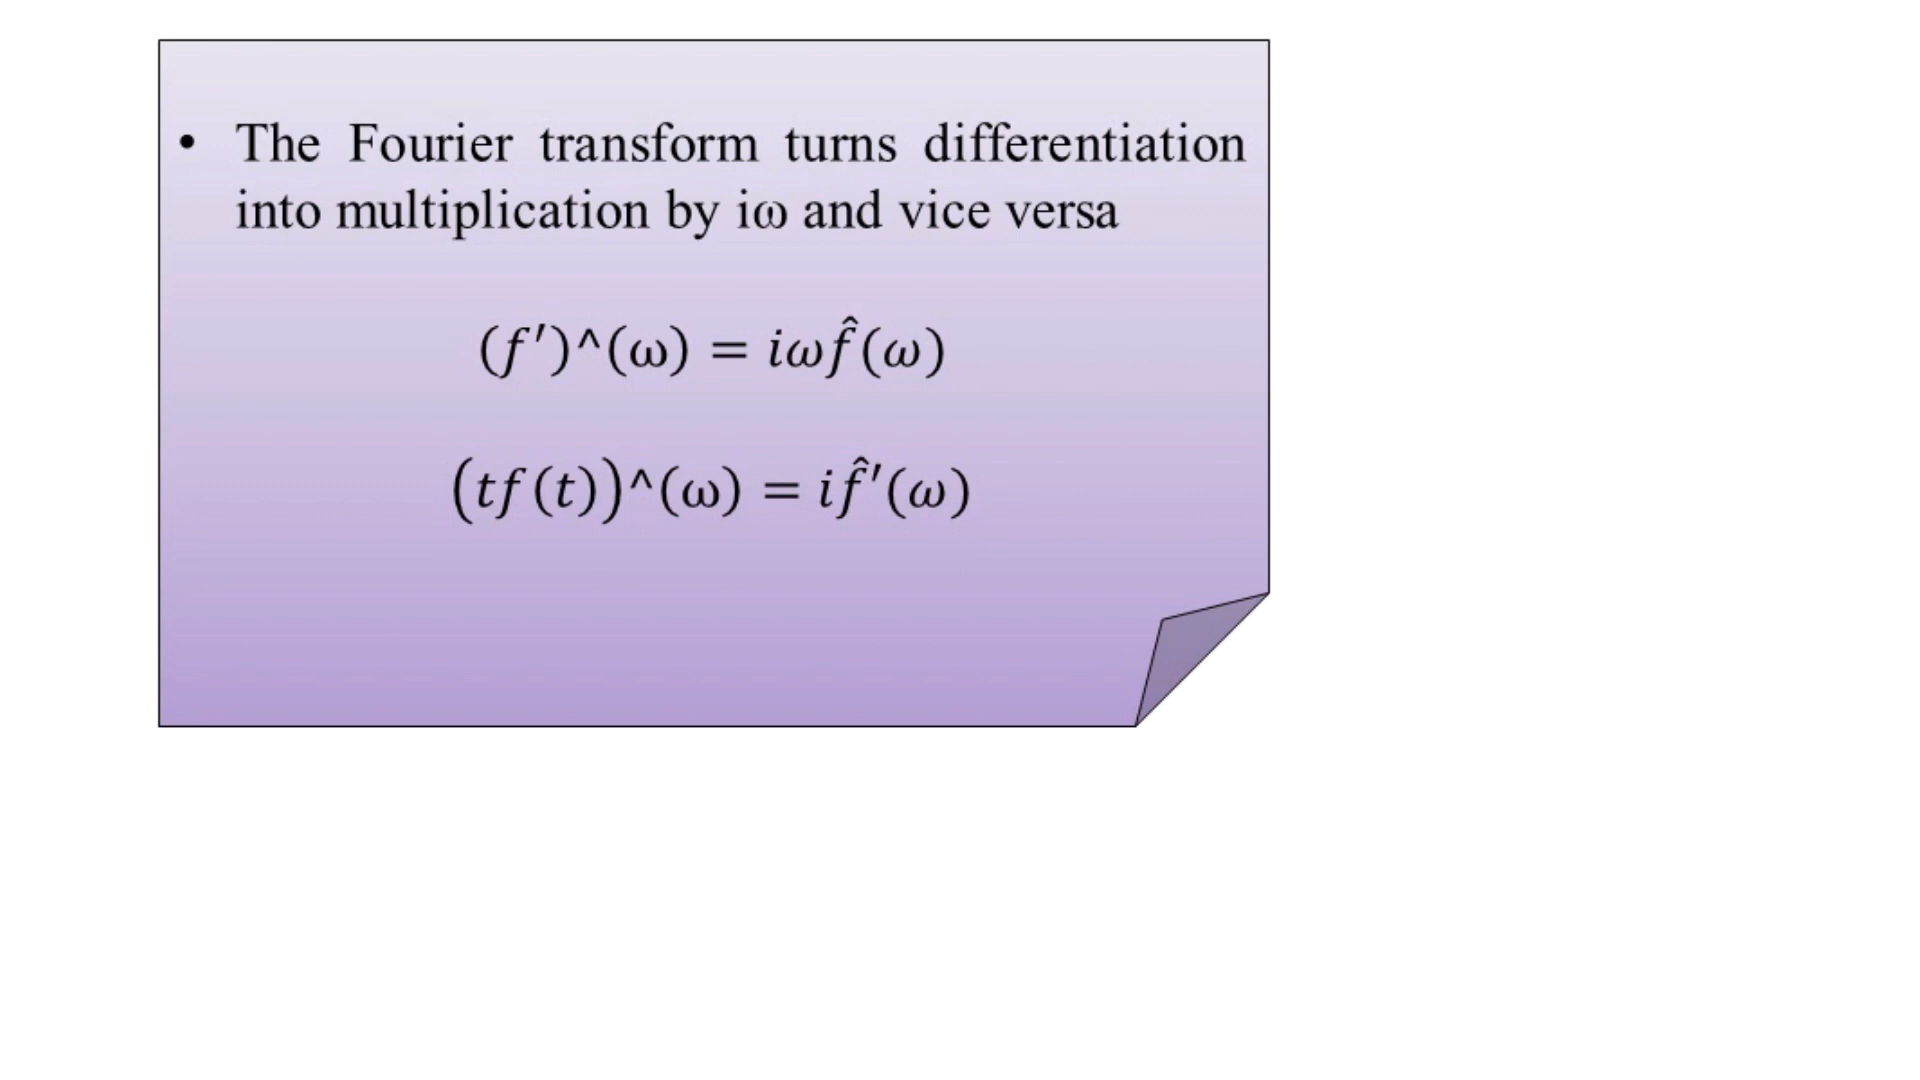 • The Fourier transform turns differentiation
into multiplication by iω and vice versa
(f′)^(ω) = iωf̂(ω)
(tf(t))^(ω) = if̂′(ω)